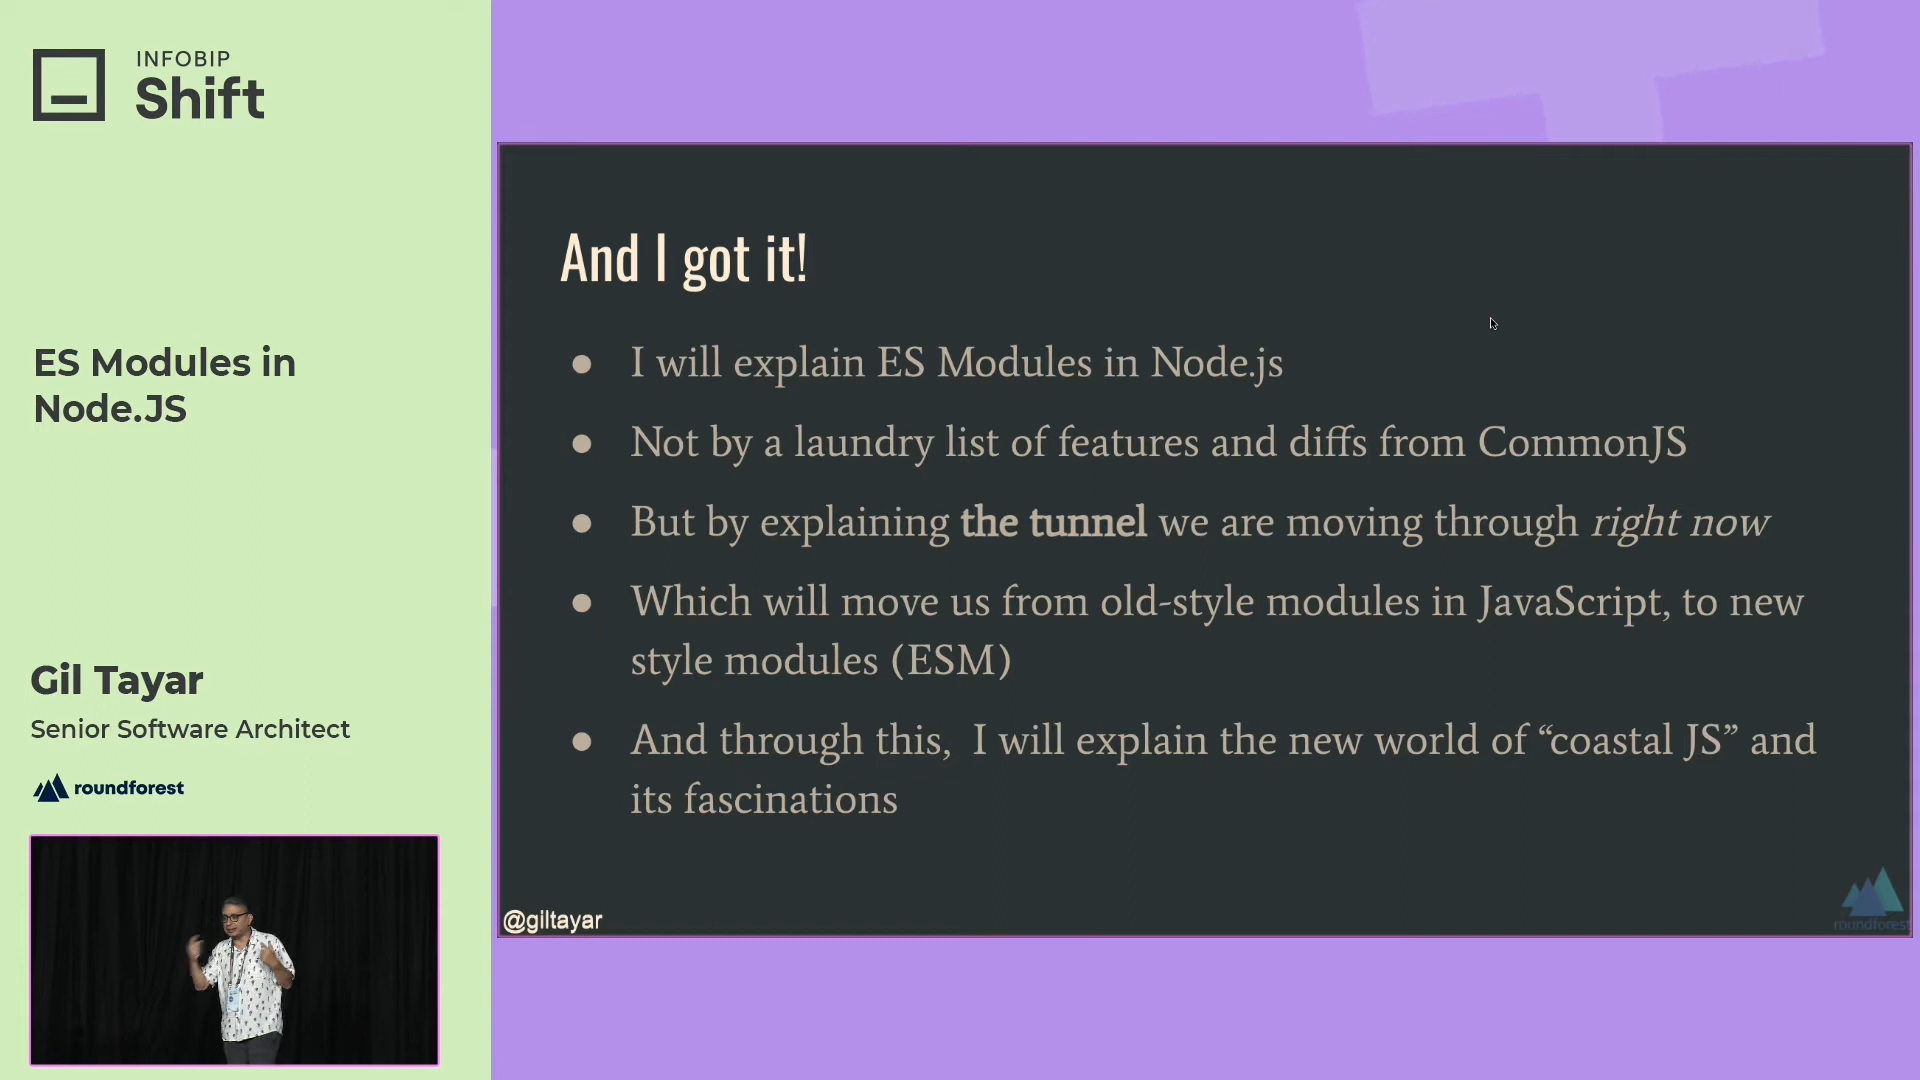 INFOBIP
Shift
ES Modules in
Node.JS
Gil Tayar
Senior Software Architect
roundforest
And I got it!
● I will explain ES Modules in Node.js
● Not by a laundry list of features and diffs from CommonJS
● But by explaining the tunnel we are moving through right now
● Which will move us from old-style modules in JavaScript, to new
style modules (ESM)
● And through this,  I will explain the new world of “coastal JS” and
its fascinations
@giltayar
roundforest